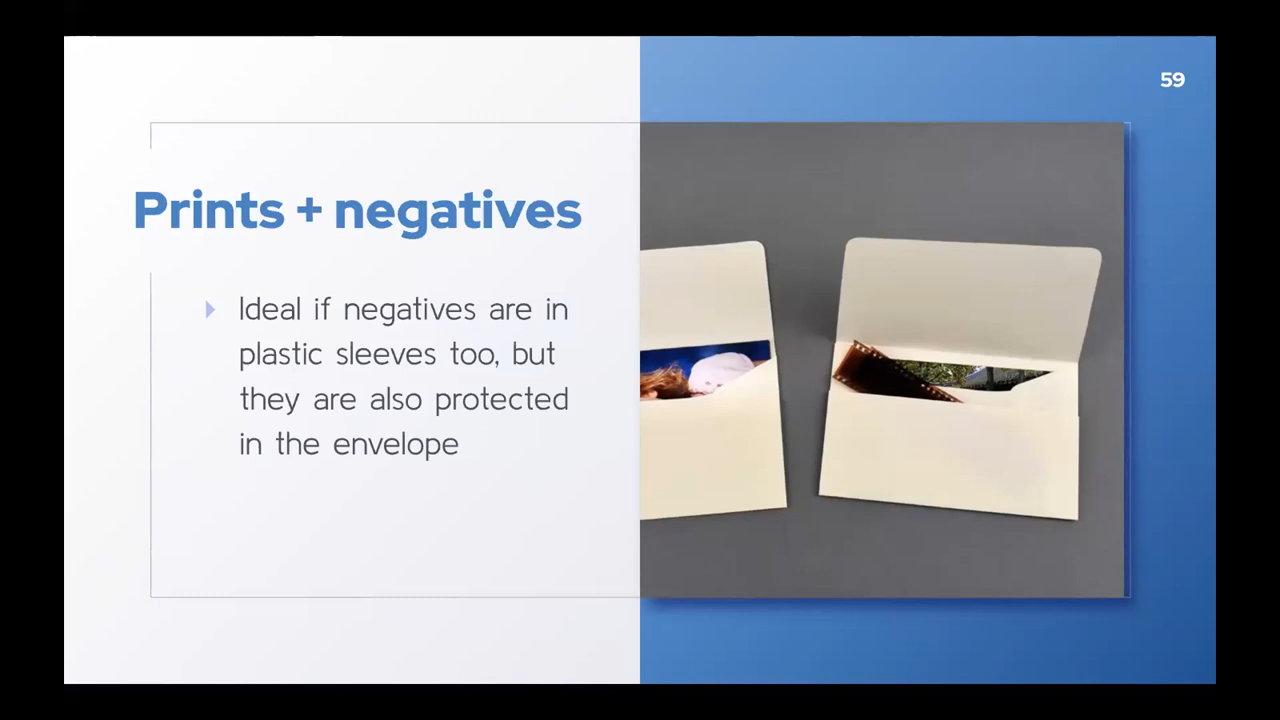 59
Prints + negatives
Ideal if negatives are in
plastic sleeves too, but
they are also protected
in the envelope